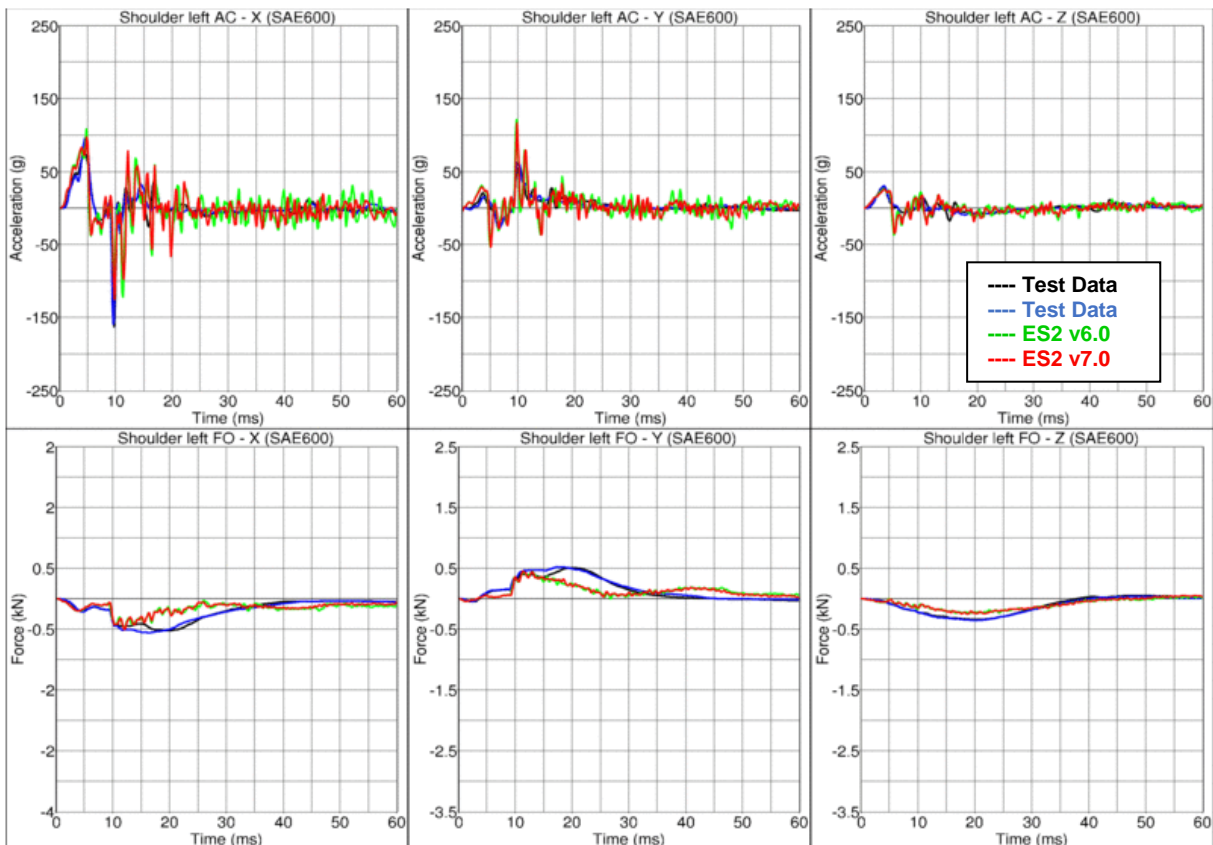 Shoulder left AC - X (SAE600)
250
150
50
-50
-150
-250
Acceleration (g)
0 10 20 30 40 50 60
Time (ms)
Shoulder left AC - Y (SAE600)
250
150
50
-50
-150
-250
Acceleration (g)
0 10 20 30 40 50 60
Time (ms)
Shoulder left AC - Z (SAE600)
250
150
50
-50
-150
-250
Acceleration (g)
0 10 20 30 40 50 60
Time (ms)
---- Test Data
---- Test Data
---- ES2 v6.0
---- ES2 v7.0
Shoulder left FO - X (SAE600)
2
2
0.5
-0.5
-2
-2
-4
Force (kN)
0 10 20 30 40 50 60
Time (ms)
Shoulder left FO - Y (SAE600)
2.5
1.5
0.5
-0.5
-1.5
-2.5
-3.5
Force (kN)
0 10 20 30 40 50 60
Time (ms)
Shoulder left FO - Z (SAE600)
2.5
1.5
0.5
-0.5
-1.5
-2.5
-3.5
Force (kN)
0 10 20 30 40 50 60
Time (ms)